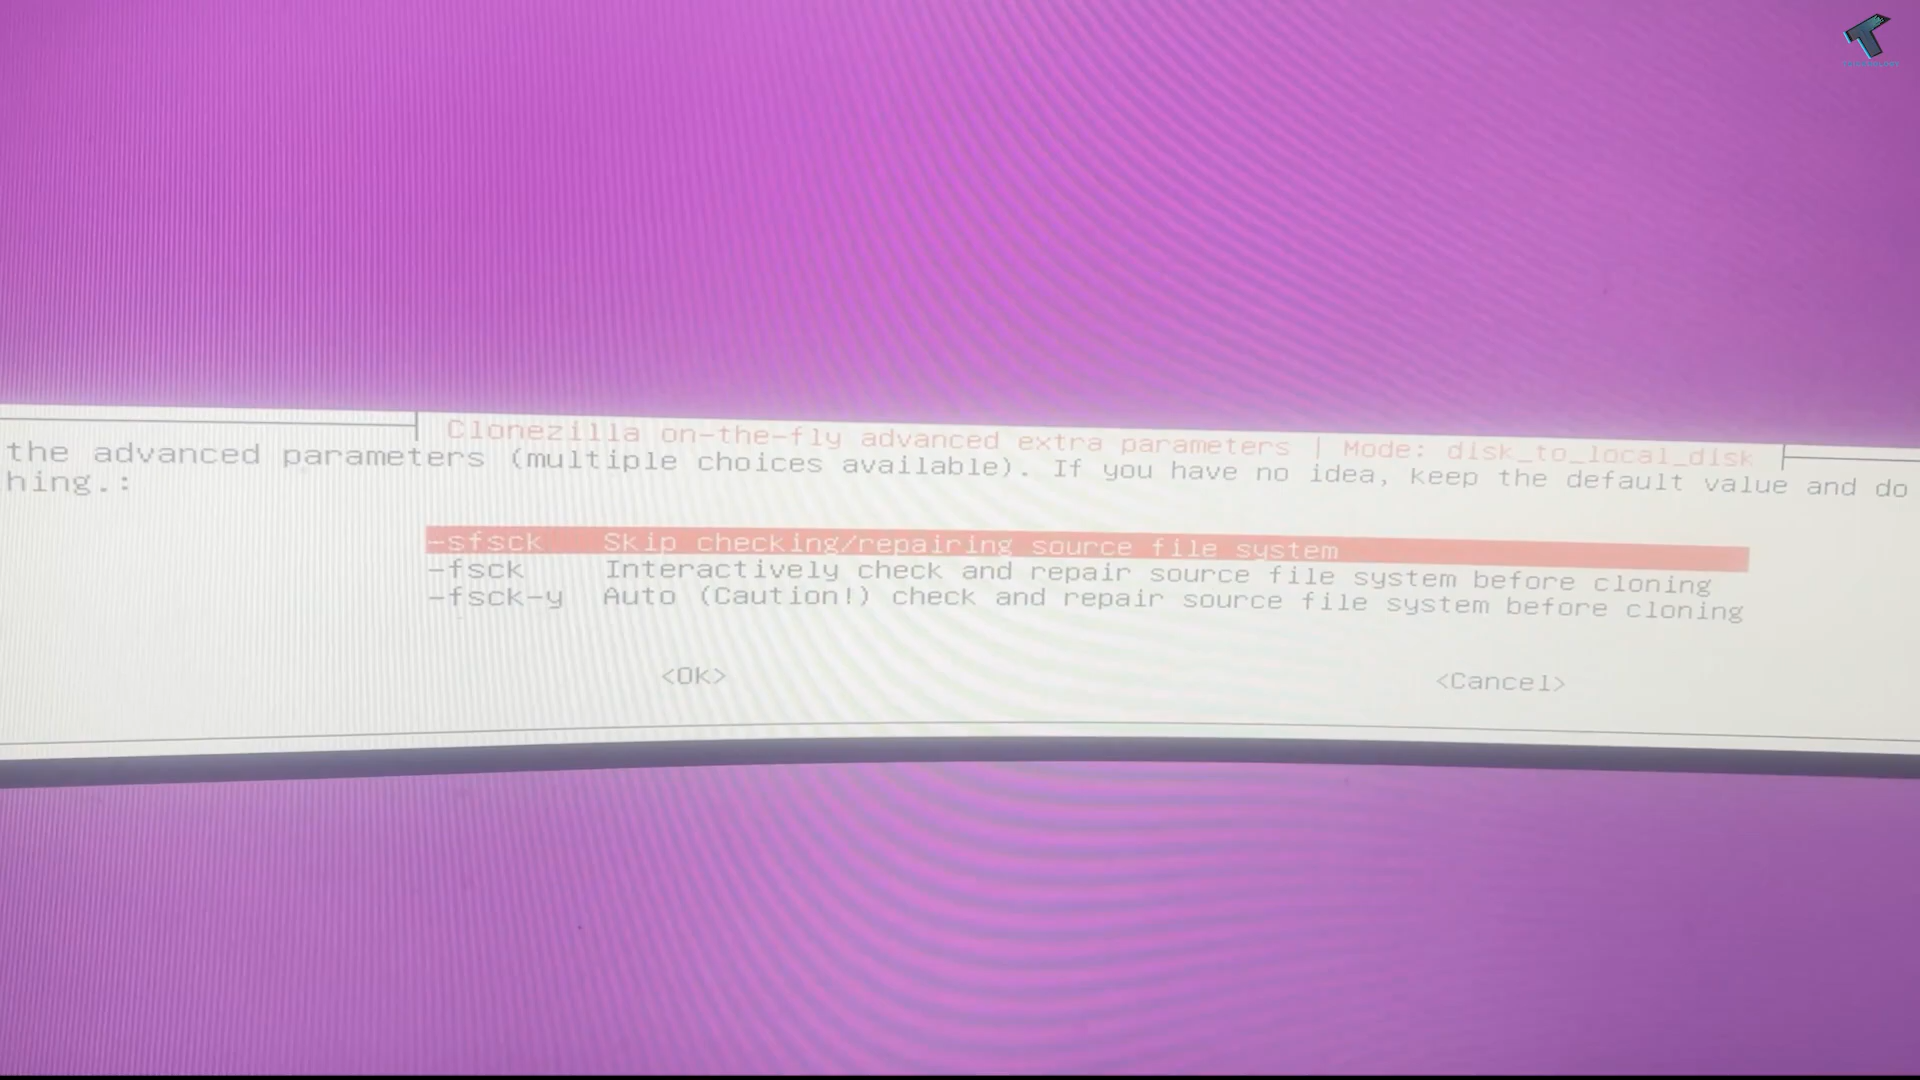 Clonezilla on-the-fly advanced extra parameters | Mode: disk_to_local_disk
the advanced parameters (multiple choices available). If you have no idea, keep the default value and do
hing.:
-sfsck Skip checking/repairing source file system
-fsck Interactively check and repair source file system before cloning
-fsck-y Auto (Caution!) check and repair source file system before cloning
<Ok> <Cancel>